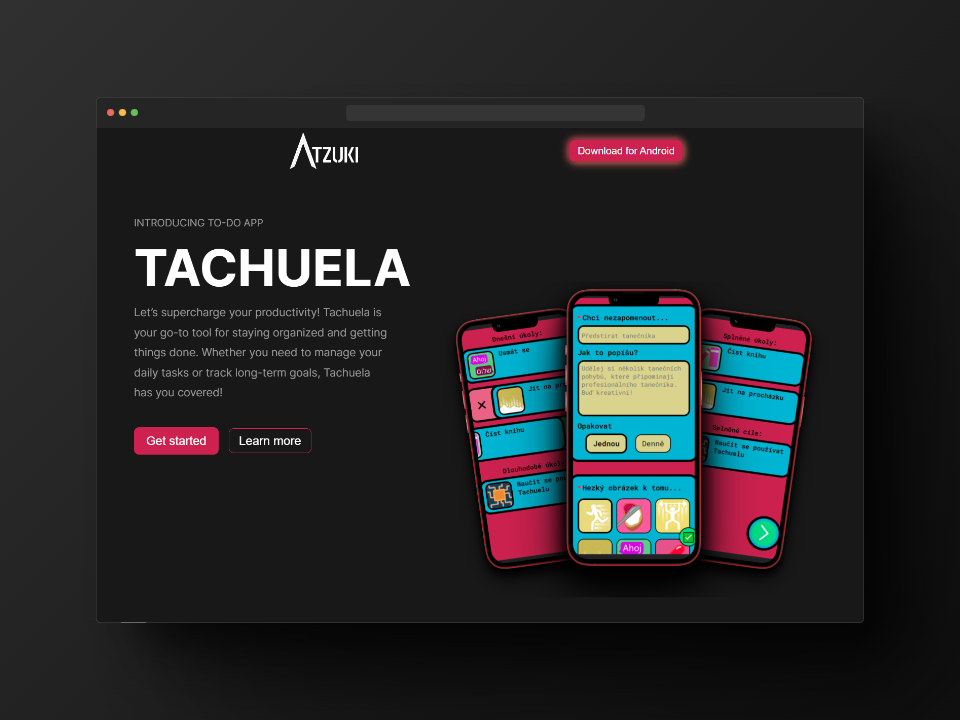 ATZUKI
Download for Android
INTRODUCING TO-DO APP
TACHUELA
Let's supercharge your productivity! Tachuela is
your go-to tool for staying organized and getting
things done. Whether you need to manage your
daily tasks or track long-term goals, Tachuela
has you covered!
Get started
Learn more
Dnešní úkoly:
Usmát se
Ahoj
שלום
Jít na
Číst knihu
Dlouhodobé
Naučit se
Tachuelu
*Chci nezapomenout...
Předstírat tanečníka
Jak to popíšu?
Udělej si několik tanečních
pohybů, které připomínají
profesionálního tanečníka.
Buď kreativní!
Opakovat
Jednou
Denně
*Hezký obrázek k tomu...
Ahoj
Splněné úkoly:
Číst knihu
Jít na procházku
Splněné cíle:
Naučit se používat
Tachuelu